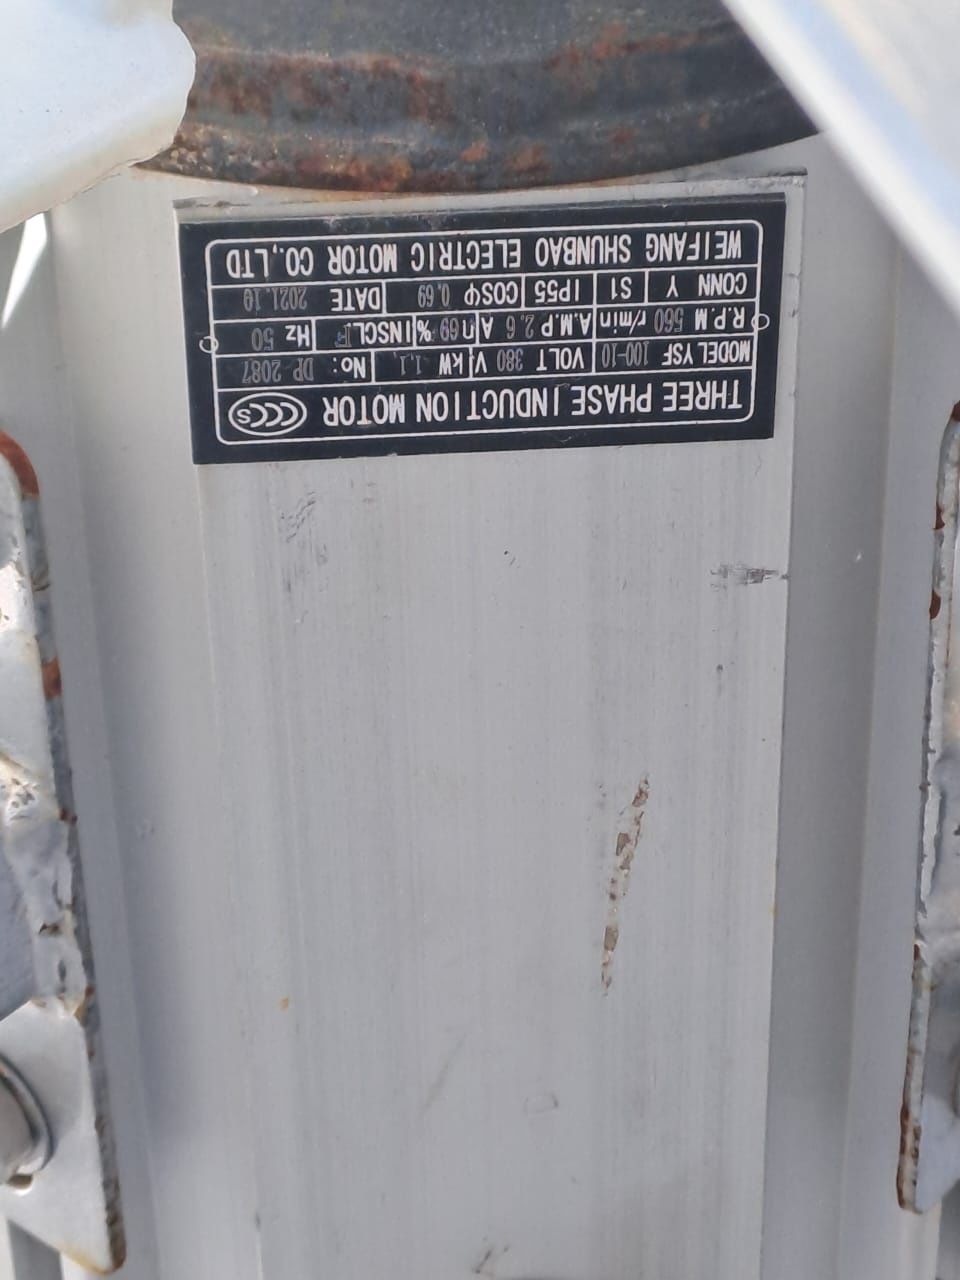 THREE PHASE INDUCTION MOTOR CCCS
MODEL YSF 100-10 VOLT 380 V kW 1.1 No: DP 2087
R.P.M 560 r/min A.M.P 2.6 A η 69 % INSCL F Hz 50
CONN Y S1 IP55 COSφ 0.69 DATE 2021.10
WEIFANG SHUNBAO ELECTRIC MOTOR CO.,LTD